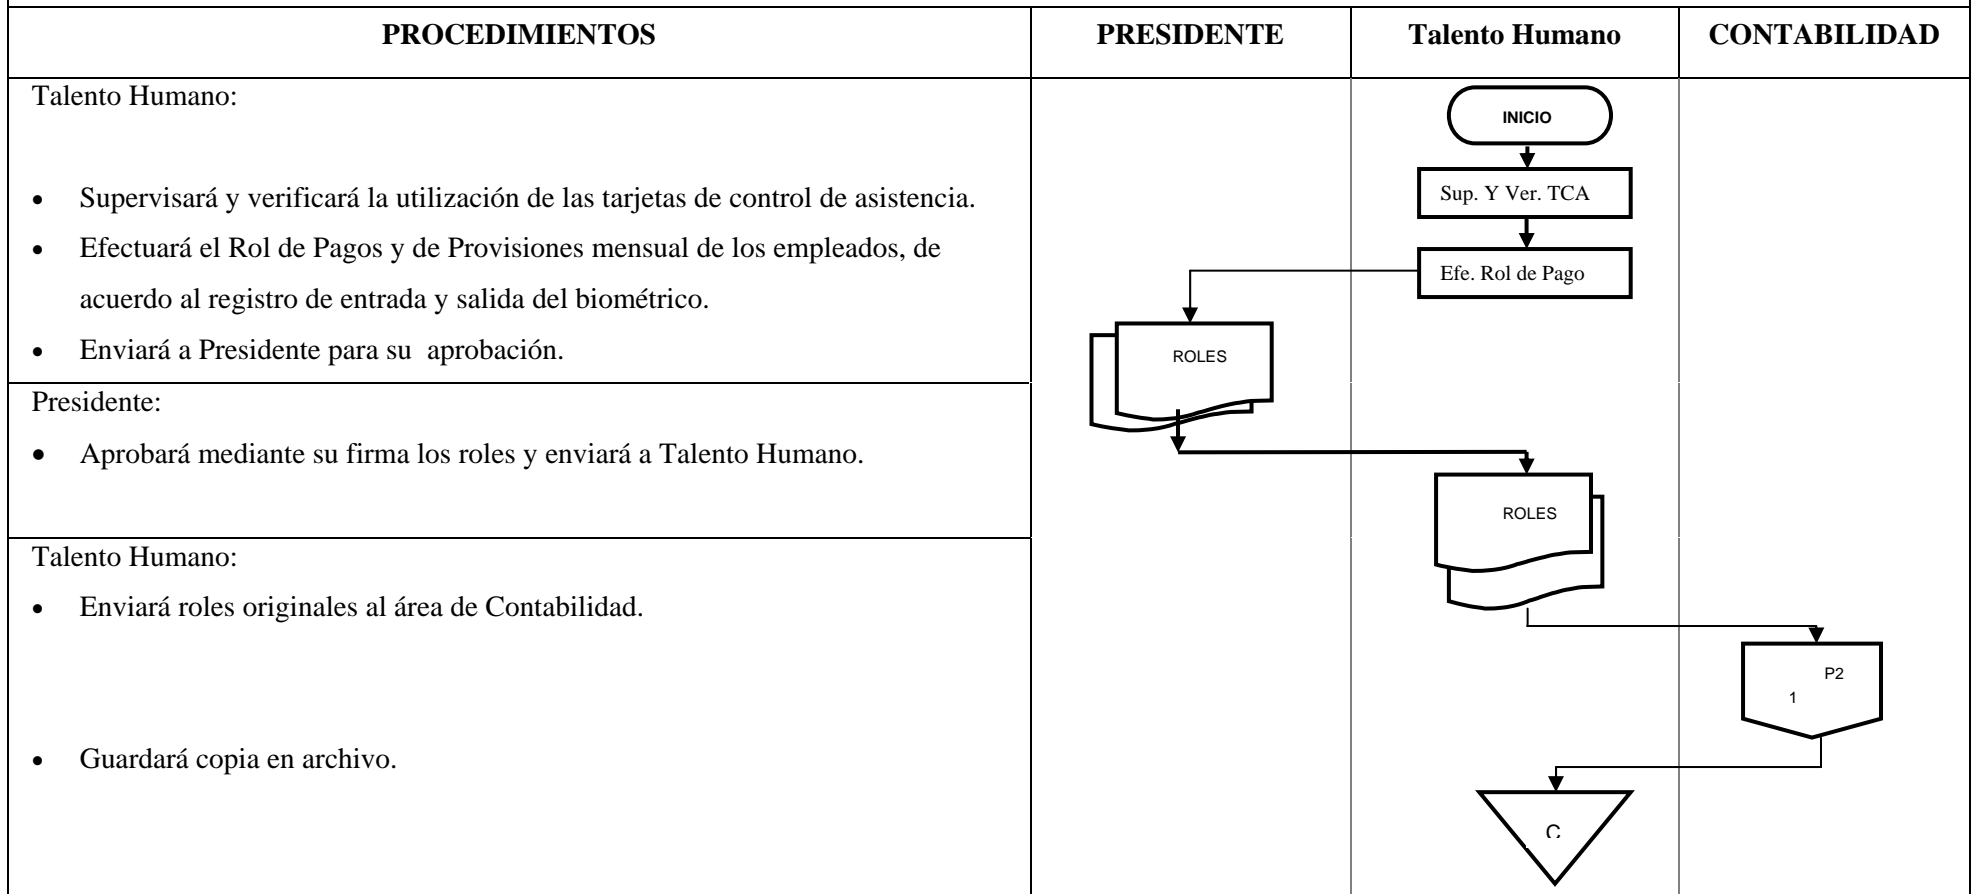 PROCEDIMIENTOS
PRESIDENTE
Talento Humano
CONTABILIDAD
Talento Humano:
• Supervisará y verificará la utilización de las tarjetas de control de asistencia.
• Efectuará el Rol de Pagos y de Provisiones mensual de los empleados, de
acuerdo al registro de entrada y salida del biométrico.
• Enviará a Presidente para su aprobación.
Presidente:
• Aprobará mediante su firma los roles y enviará a Talento Humano.
Talento Humano:
• Enviará roles originales al área de Contabilidad.
• Guardará copia en archivo.
INICIO
Sup. Y Ver. TCA
Efe. Rol de Pago
ROLES
ROLES
P2
1
C